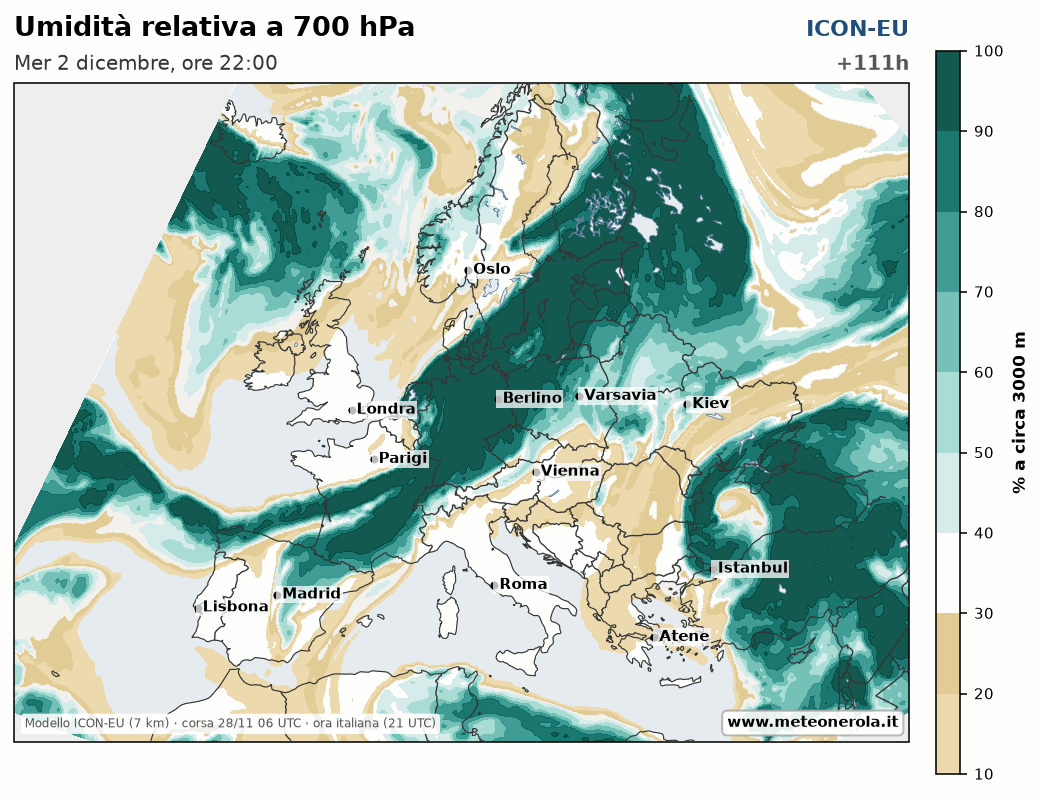 Umidità relativa a 700 hPa
ICON-EU
Mer 2 dicembre, ore 22:00
+111h
100
90
80
70
60
50
40
30
20
10
% a circa 3000 m
Oslo
Londra
Berlino
Varsavia
Kiev
Parigi
Vienna
Istanbul
Roma
Madrid
Lisbona
Atene
Modello ICON-EU (7 km) · corsa 28/11 06 UTC · ora italiana (21 UTC)
www.meteonerola.it